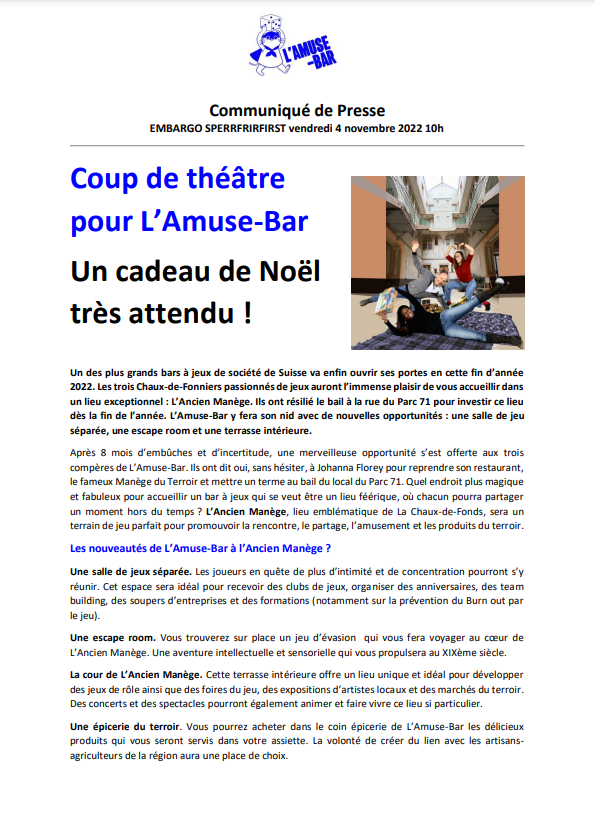 L'AMUSE
-BAR
Communiqué de Presse
EMBARGO SPERRFRIRFIRST vendredi 4 novembre 2022 10h
Coup de théâtre
pour L'Amuse-Bar
Un cadeau de Noël
très attendu !
Un des plus grands bars à jeux de société de Suisse va enfin ouvrir ses portes en cette fin d'année
2022. Les trois Chaux-de-Fonniers passionnés de jeux auront l'immense plaisir de vous accueillir dans
un lieu exceptionnel : L'Ancien Manège. Ils ont résilié le bail à la rue du Parc 71 pour investir ce lieu
dès la fin de l'année. L'Amuse-Bar y fera son nid avec de nouvelles opportunités : une salle de jeu
séparée, une escape room et une terrasse intérieure.
Après 8 mois d'embûches et d'incertitude, une merveilleuse opportunité s'est offerte aux trois
compères de L'Amuse-Bar. Ils ont dit oui, sans hésiter, à Johanna Florey pour reprendre son restaurant,
le fameux Manège du Terroir et mettre un terme au bail du local du Parc 71. Quel endroit plus magique
et fabuleux pour accueillir un bar à jeux qui se veut être un lieu féérique, où chacun pourra partager
un moment hors du temps ? L'Ancien Manège, lieu emblématique de La Chaux-de-Fonds, sera un
terrain de jeu parfait pour promouvoir la rencontre, le partage, l'amusement et les produits du terroir.
Les nouveautés de L'Amuse-Bar à l'Ancien Manège ?
Une salle de jeux séparée. Les joueurs en quête de plus d'intimité et de concentration pourront s'y
réunir. Cet espace sera idéal pour recevoir des clubs de jeux, organiser des anniversaires, des team
building, des soupers d'entreprises et des formations (notamment sur la prévention du Burn out par
le jeu).
Une escape room. Vous trouverez sur place un jeu d'évasion qui vous fera voyager au cœur de
L'Ancien Manège. Une aventure intellectuelle et sensorielle qui vous propulsera au XIXème siècle.
La cour de L'Ancien Manège. Cette terrasse intérieure offre un lieu unique et idéal pour développer
des jeux de rôle ainsi que des foires du jeu, des expositions d'artistes locaux et des marchés du terroir.
Des concerts et des spectacles pourront également animer et faire vivre ce lieu si particulier.
Une épicerie du terroir. Vous pourrez acheter dans le coin épicerie de L'Amuse-Bar les délicieux
produits qui vous seront servis dans votre assiette. La volonté de créer du lien avec les artisans-
agriculteurs de la région aura une place de choix.